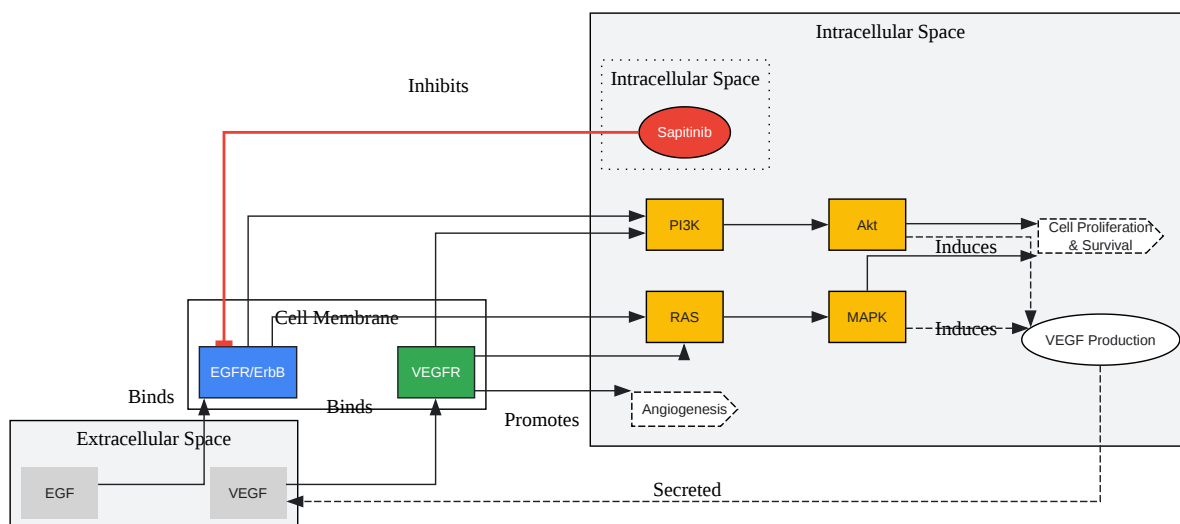 Intracellular Space
Intracellular Space
Inhibits
Sapitinib
PI3K
Akt
Cell Proliferation
& Survival
Induces
Cell Membrane
RAS
MAPK
Induces
VEGF Production
EGFR/ErbB
VEGFR
Binds
Binds
Promotes
Angiogenesis
Extracellular Space
EGF
VEGF
Secreted